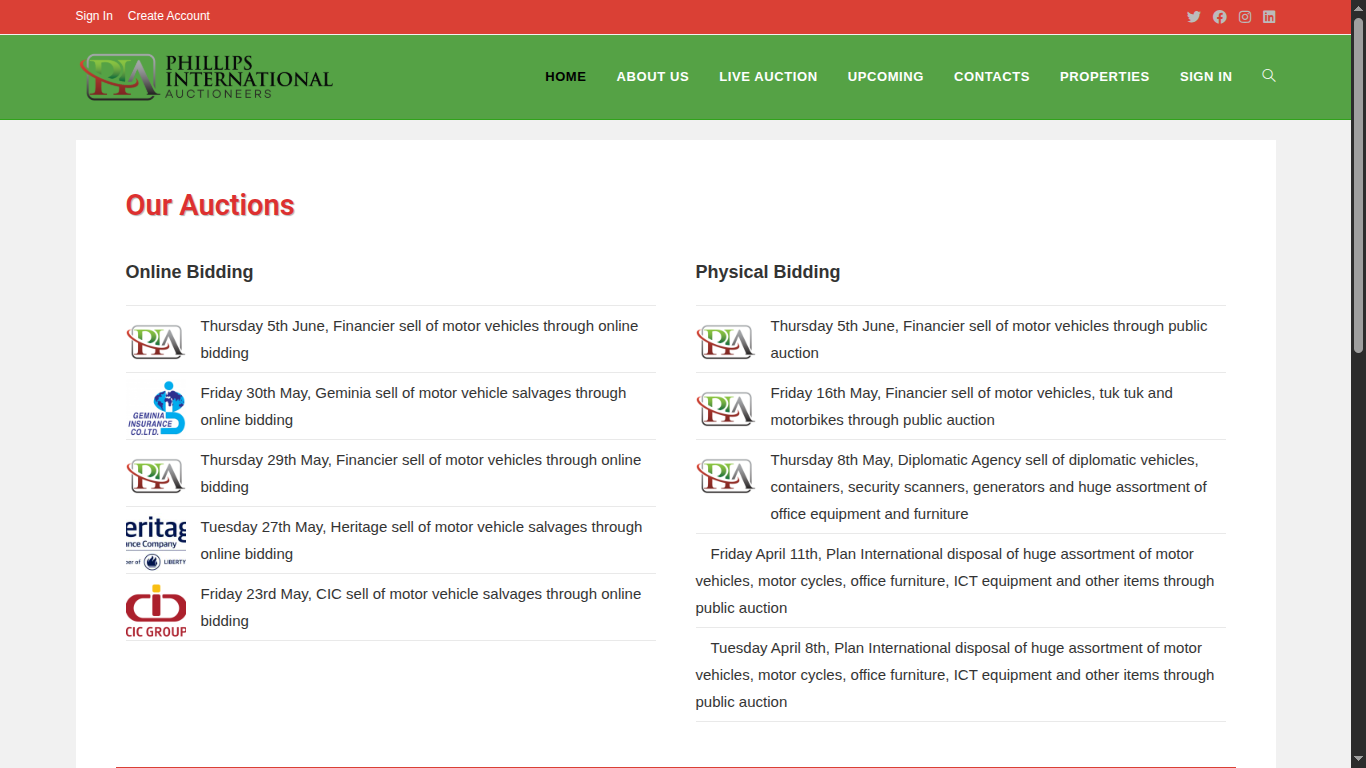 Sign In Create Account
PHILLIPS
INTERNATIONAL
AUCTIONEERS
HOME ABOUT US LIVE AUCTION UPCOMING CONTACTS PROPERTIES SIGN IN
Our Auctions
Online Bidding
Thursday 5th June, Financier sell of motor vehicles through online
bidding
GEMINIA
INSURANCE
CO.LTD.
Friday 30th May, Geminia sell of motor vehicle salvages through
online bidding
Thursday 29th May, Financier sell of motor vehicles through online
bidding
eritag
nce Company
er of LIBERTY
Tuesday 27th May, Heritage sell of motor vehicle salvages through
online bidding
CIC GROUP
Friday 23rd May, CIC sell of motor vehicle salvages through online
bidding
Physical Bidding
Thursday 5th June, Financier sell of motor vehicles through public
auction
Friday 16th May, Financier sell of motor vehicles, tuk tuk and
motorbikes through public auction
Thursday 8th May, Diplomatic Agency sell of diplomatic vehicles,
containers, security scanners, generators and huge assortment of
office equipment and furniture
Friday April 11th, Plan International disposal of huge assortment of motor
vehicles, motor cycles, office furniture, ICT equipment and other items through
public auction
Tuesday April 8th, Plan International disposal of huge assortment of motor
vehicles, motor cycles, office furniture, ICT equipment and other items through
public auction